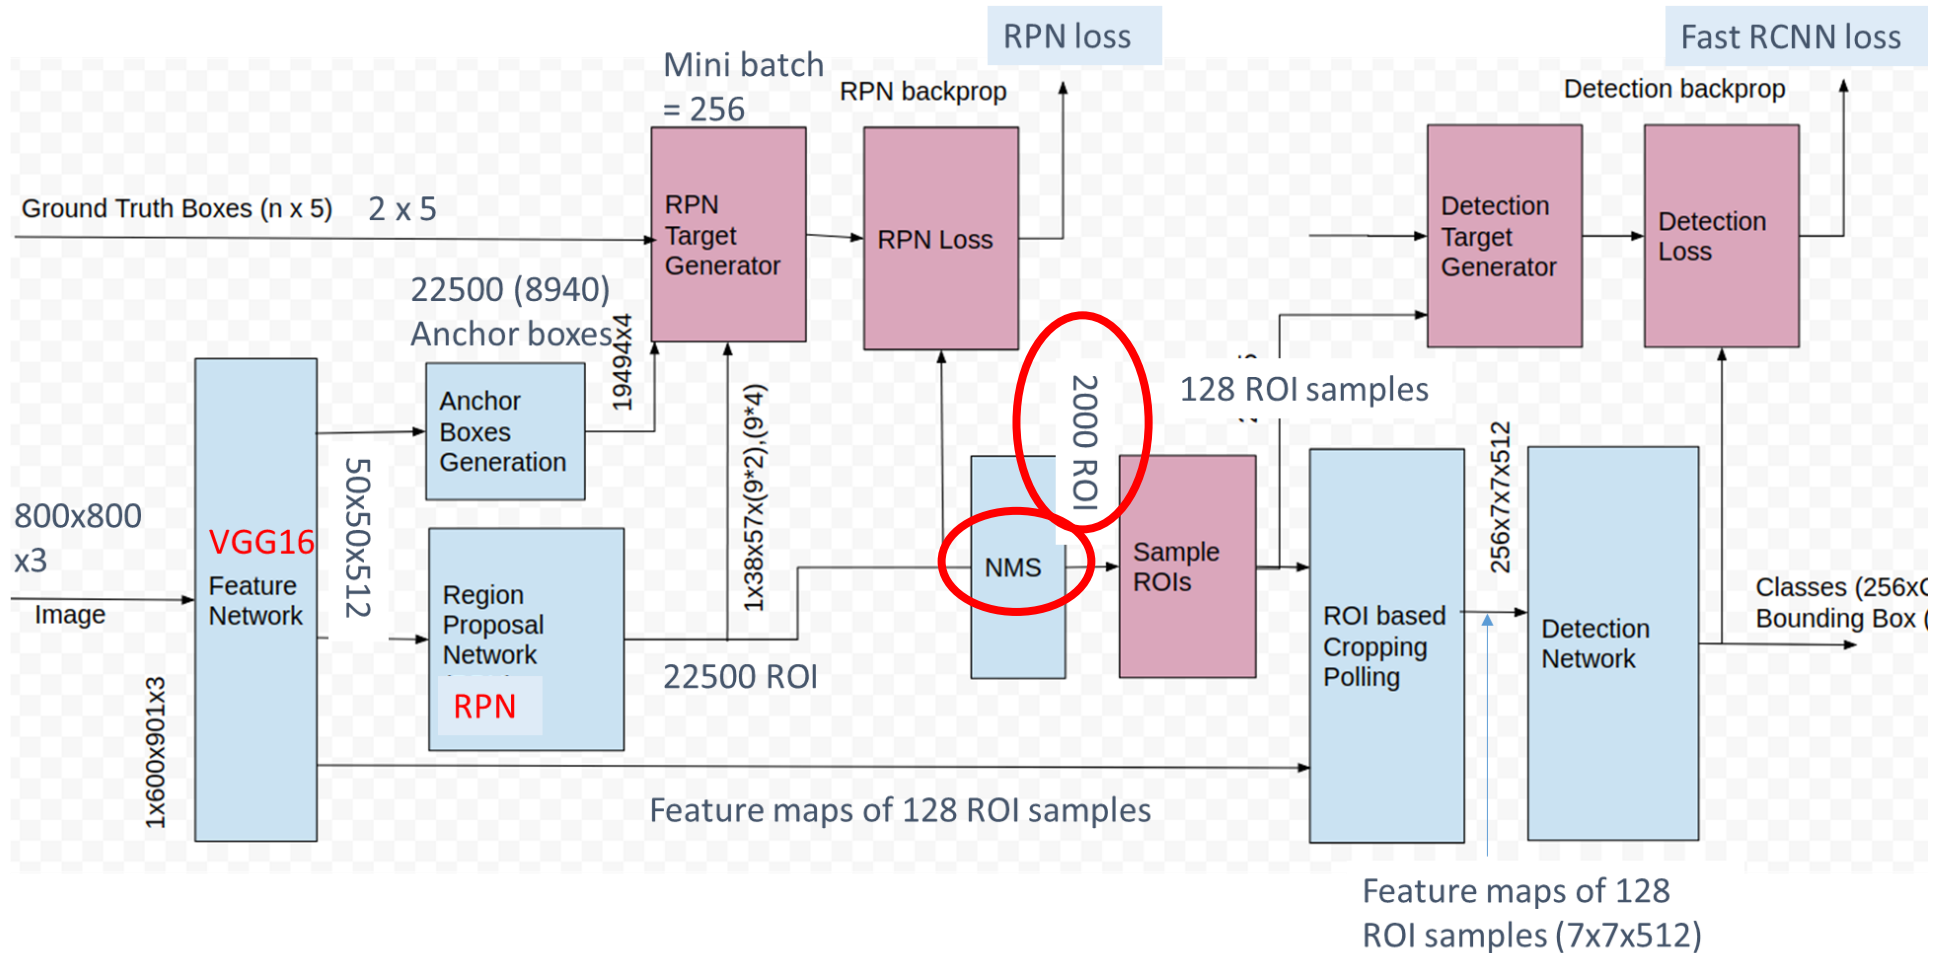 RPN loss
Fast RCNN loss
Mini batch
= 256
RPN backprop
Detection backprop
Ground Truth Boxes (n x 5)
2 x 5
RPN
Target
Generator
RPN Loss
Detection
Target
Generator
Detection
Loss
22500 (8940)
Anchor boxes
19494x4
Anchor
Boxes
Generation
1x38x57x(9*2),(9*4)
2000 ROI
128 ROI samples
256x7x7x512
50x50x512
800x800
x3
Image
VGG16
Feature
Network
Region
Proposal
Network
RPN
22500 ROI
NMS
Sample
ROIs
ROI based
Cropping
Polling
Detection
Network
Classes (256xC
Bounding Box (
1x600x901x3
Feature maps of 128 ROI samples
Feature maps of 128
ROI samples (7x7x512)